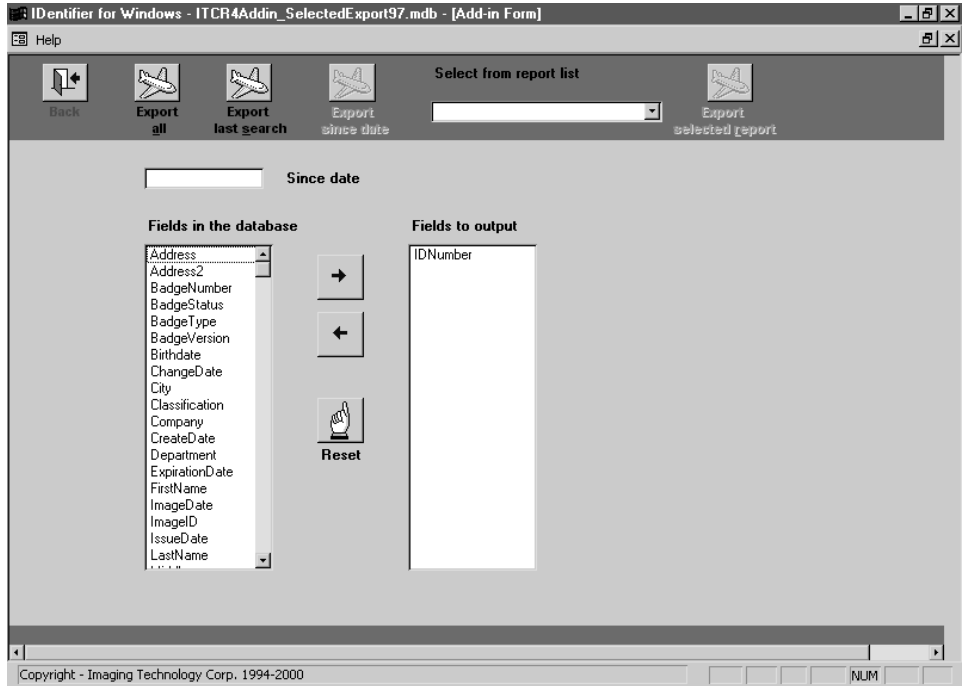 IDentifier for Windows - ITCR4Addin_SelectedExport97.mdb - [Add-in Form]
Help
Select from report list
Back
Export
all
Export
last search
Export
since date
Export
selected report
Since date
Fields in the database
Fields to output
Address
Address2
BadgeNumber
BadgeStatus
BadgeType
BadgeVersion
Birthdate
ChangeDate
City
Classification
Company
CreateDate
Department
ExpirationDate
FirstName
ImageDate
ImageID
IssueDate
LastName
IDNumber
Reset
Copyright - Imaging Technology Corp. 1994-2000
NUM